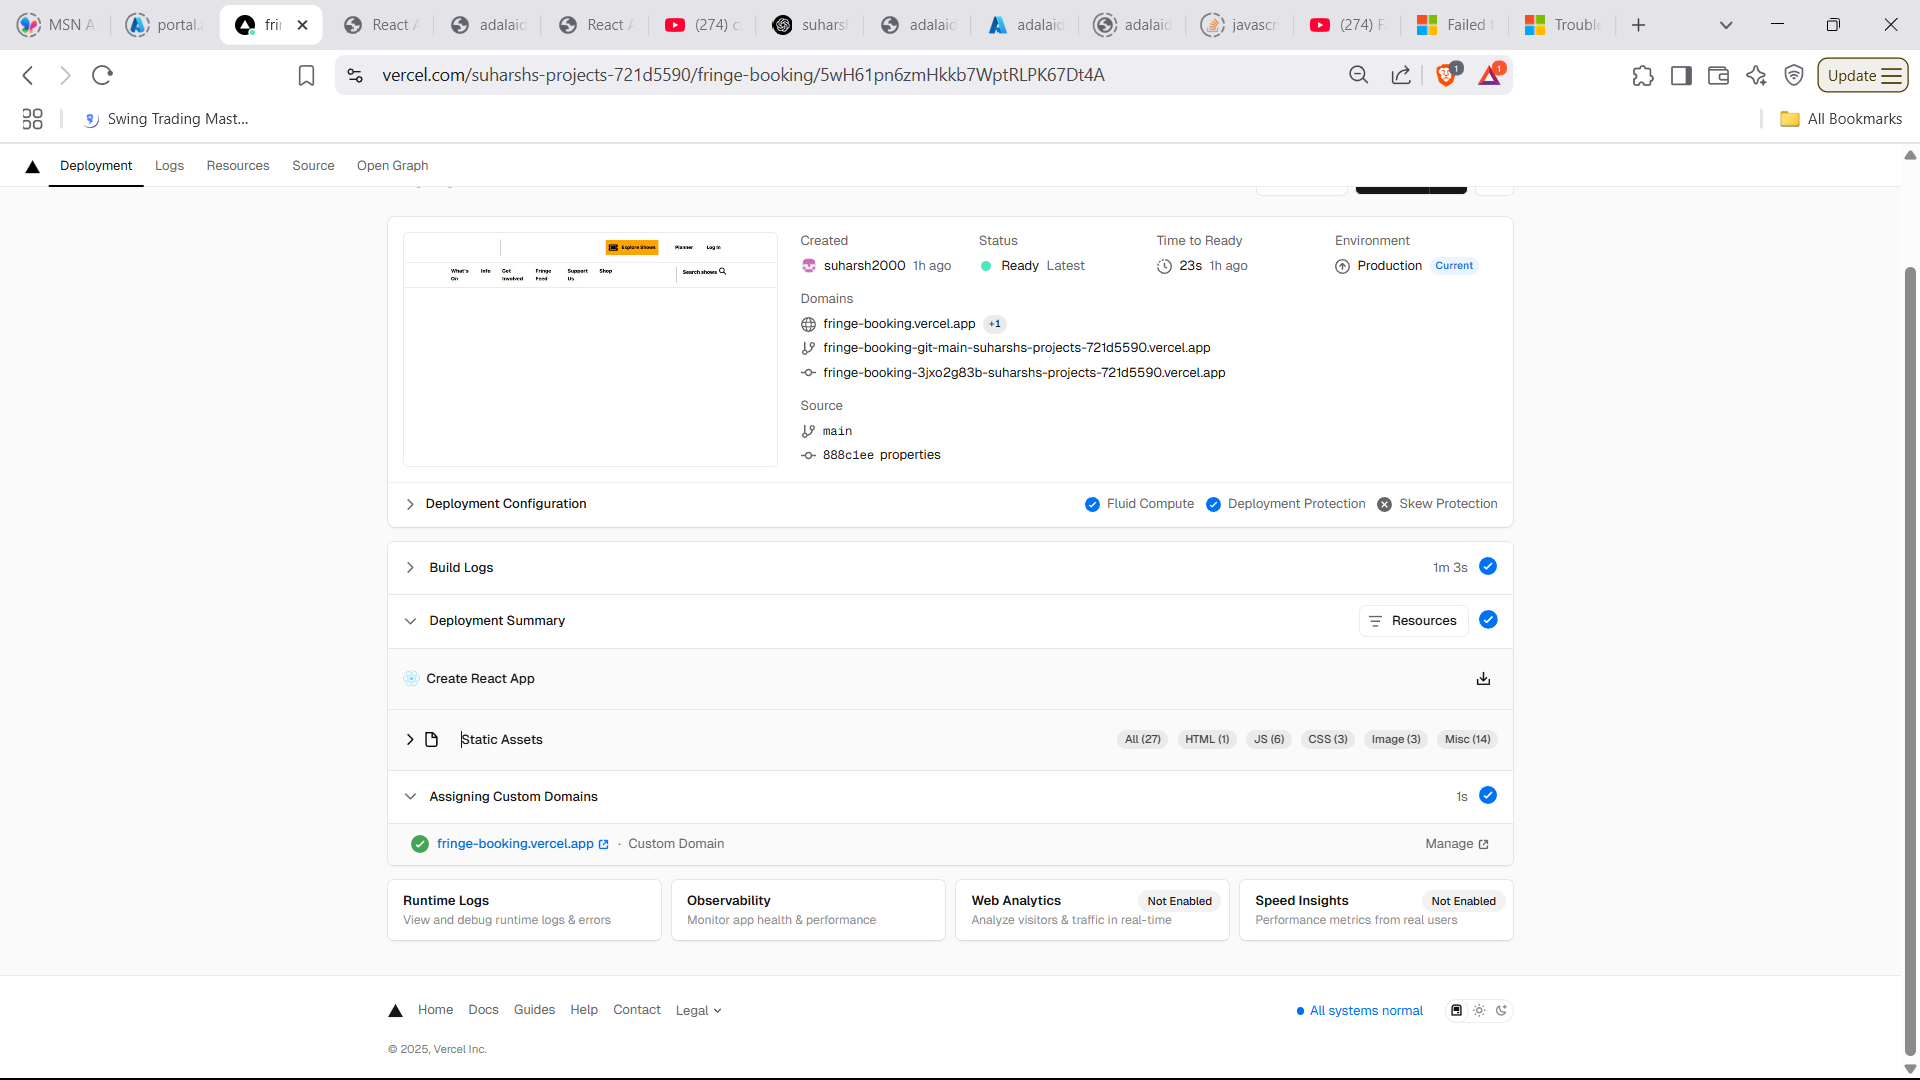 MSN A
portal.a
fri
React A
adalaid
React A
(274) c
suharsh
adalaid
adalaid
adalaid
javascri
(274) F
Failed t
Trouble
vercel.com/suharshs-projects-721d5590/fringe-booking/5wH61pn6zmHkkb7WptRLPK67Dt4A
1
1
Update
Swing Trading Mast...
All Bookmarks
Deployment
Logs
Resources
Source
Open Graph
Explore Shows
Planner
Log In
What's On
Info
Get Involved
Fringe Feed
Support Us
Shop
Search shows
Created
Status
Time to Ready
Environment
suharsh2000 1h ago
Ready Latest
23s 1h ago
Production Current
Domains
fringe-booking.vercel.app +1
fringe-booking-git-main-suharshs-projects-721d5590.vercel.app
fringe-booking-3jxo2g83b-suharshs-projects-721d5590.vercel.app
Source
main
888c1ee properties
Deployment Configuration
Fluid Compute
Deployment Protection
Skew Protection
Build Logs
1m 3s
Deployment Summary
Resources
Create React App
Static Assets
All (27)
HTML (1)
JS (6)
CSS (3)
Image (3)
Misc (14)
Assigning Custom Domains
1s
fringe-booking.vercel.app · Custom Domain
Manage
Runtime Logs
View and debug runtime logs & errors
Observability
Monitor app health & performance
Web Analytics
Not Enabled
Analyze visitors & traffic in real-time
Speed Insights
Not Enabled
Performance metrics from real users
Home
Docs
Guides
Help
Contact
Legal
All systems normal
© 2025, Vercel Inc.